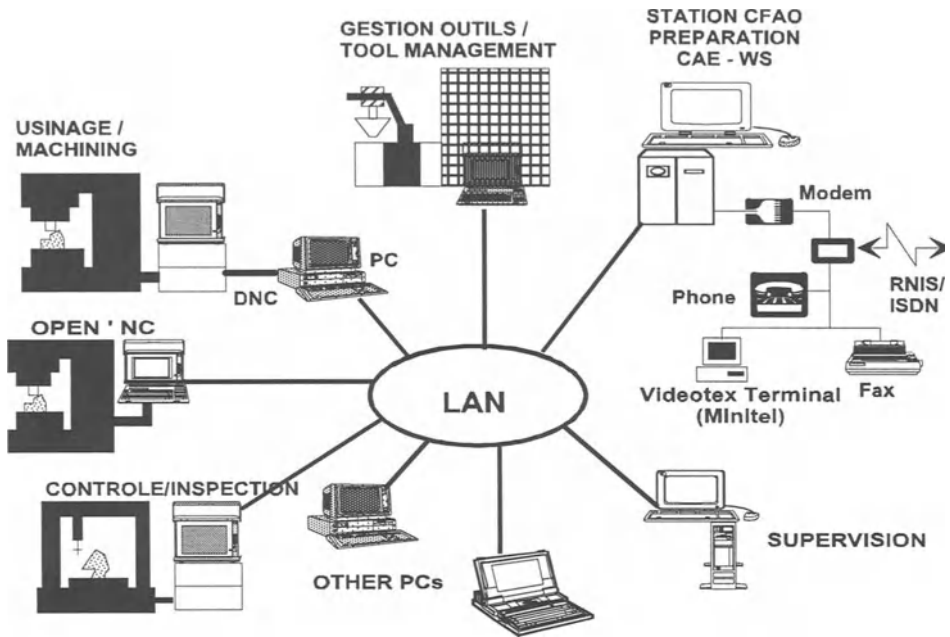 GESTION OUTILS /
TOOL MANAGEMENT
STATION CFAO
PREPARATION
CAE - WS
USINAGE /
MACHINING
Modem
PC
DNC
RNIS/
ISDN
Phone
OPEN ' NC
LAN
Videotex Terminal
(MInItel)
Fax
CONTROLE/INSPECTION
SUPERVISION
OTHER PCs